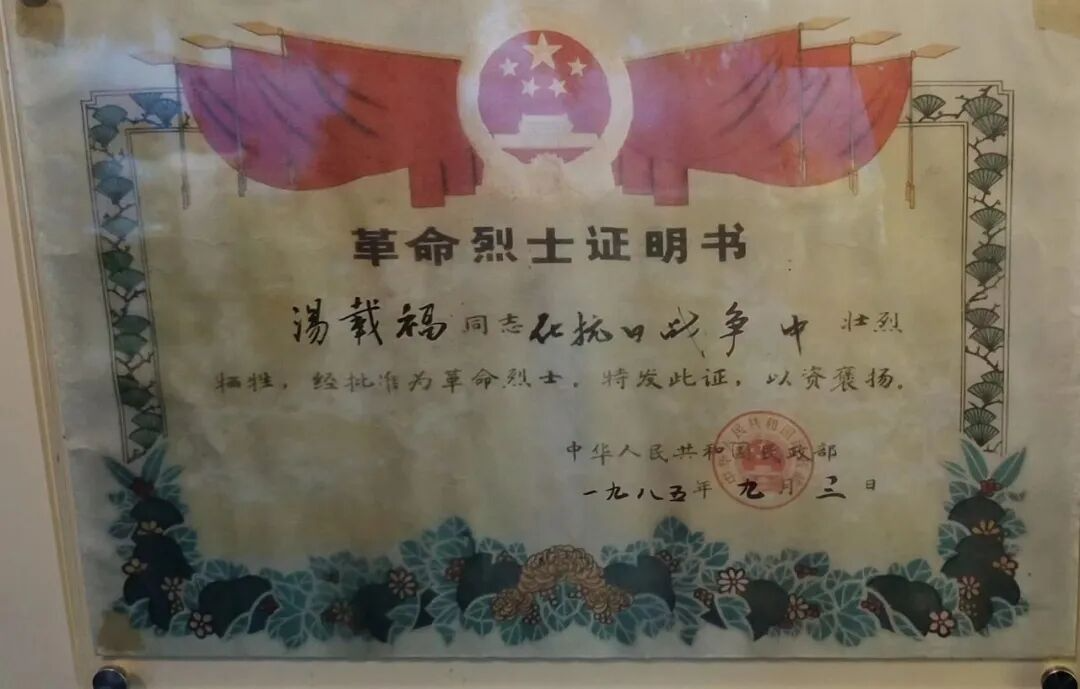 革命烈士证明书
湯載福同志在抗日战争中壮烈
牺牲，经批准为革命烈士。特发此证，以资褒扬。
中华人民共和国民政部
一九八五年九月三日